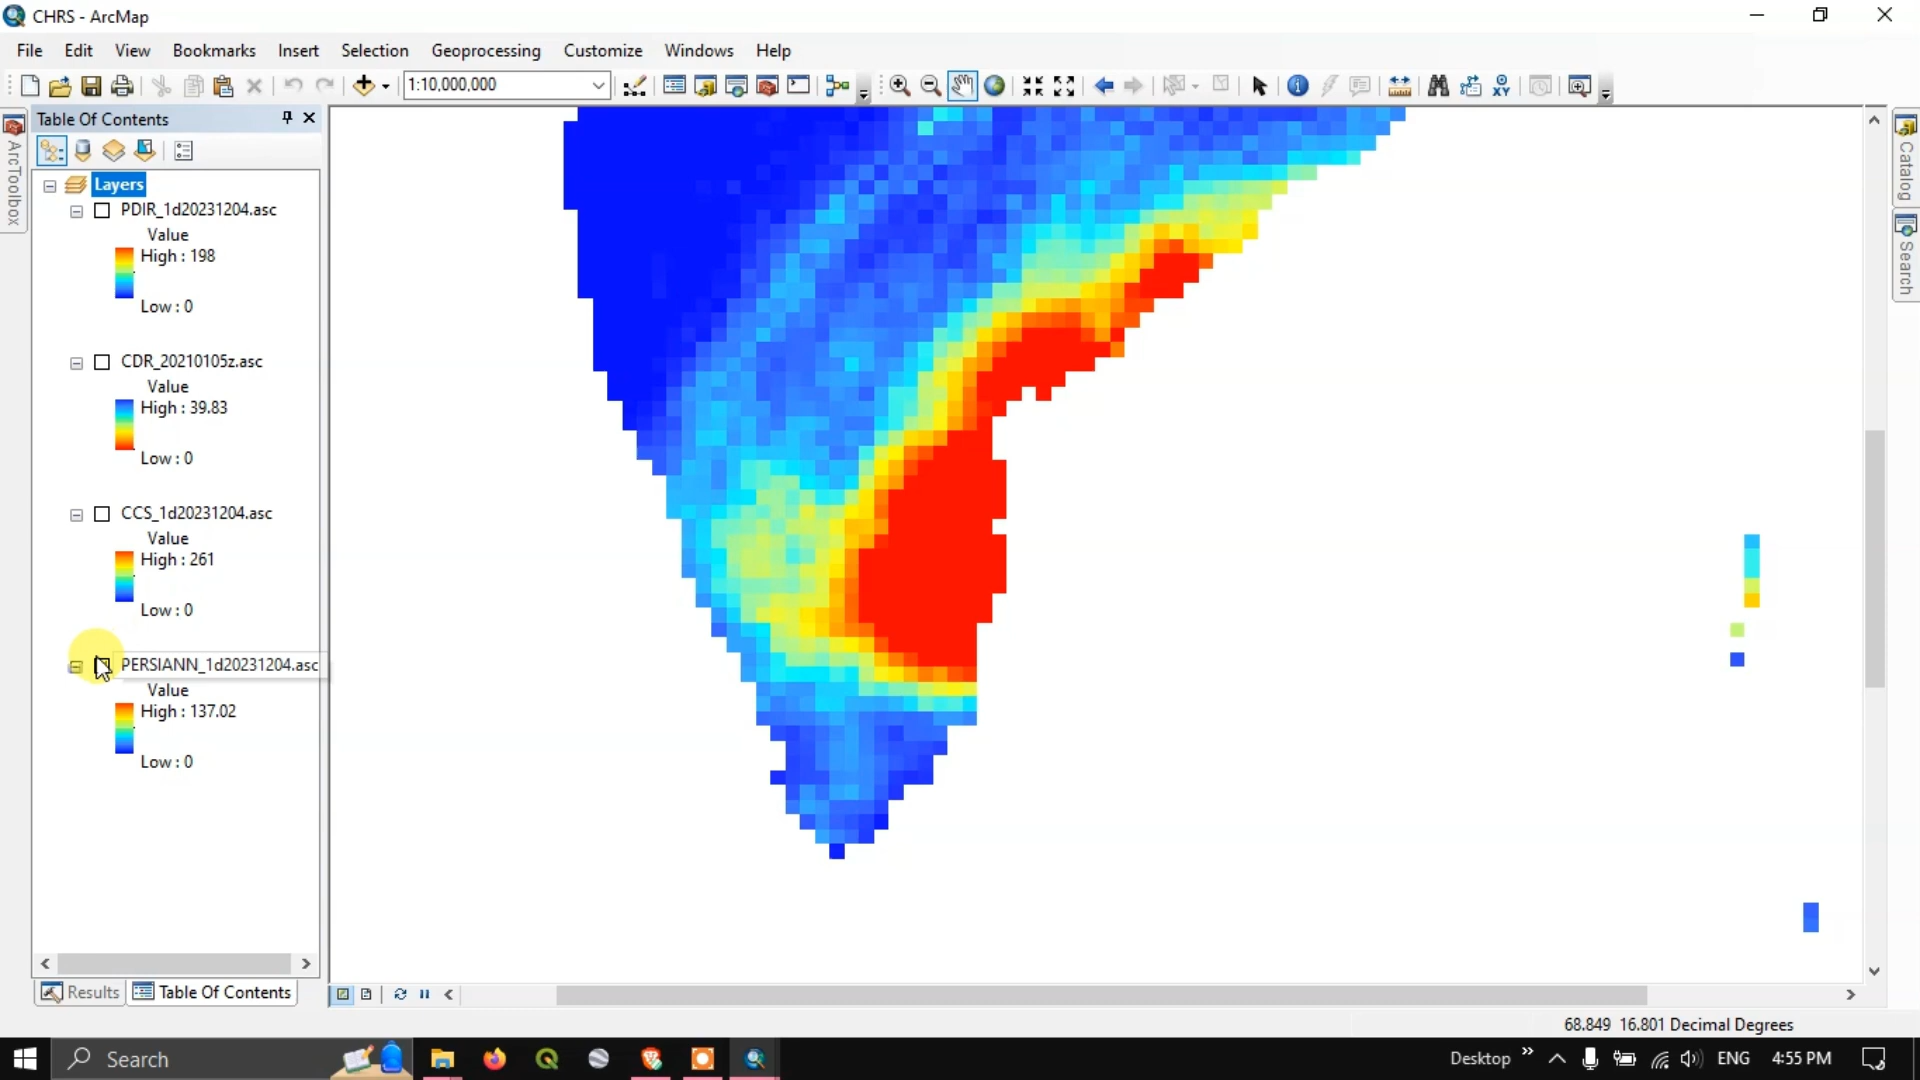 CHRS - ArcMap
File Edit View Bookmarks Insert Selection Geoprocessing Customize Windows Help
1:10,000,000
Table Of Contents
ArcToolbox
Layers
PDIR_1d20231204.asc
Value
High : 198
Low : 0
CDR_20210105z.asc
Value
High : 39.83
Low : 0
CCS_1d20231204.asc
Value
High : 261
Low : 0
PERSIANN_1d20231204.asc
Value
High : 137.02
Low : 0
Results Table Of Contents
Catalog
Search
68.849 16.801 Decimal Degrees
Search
Desktop
ENG
4:55 PM